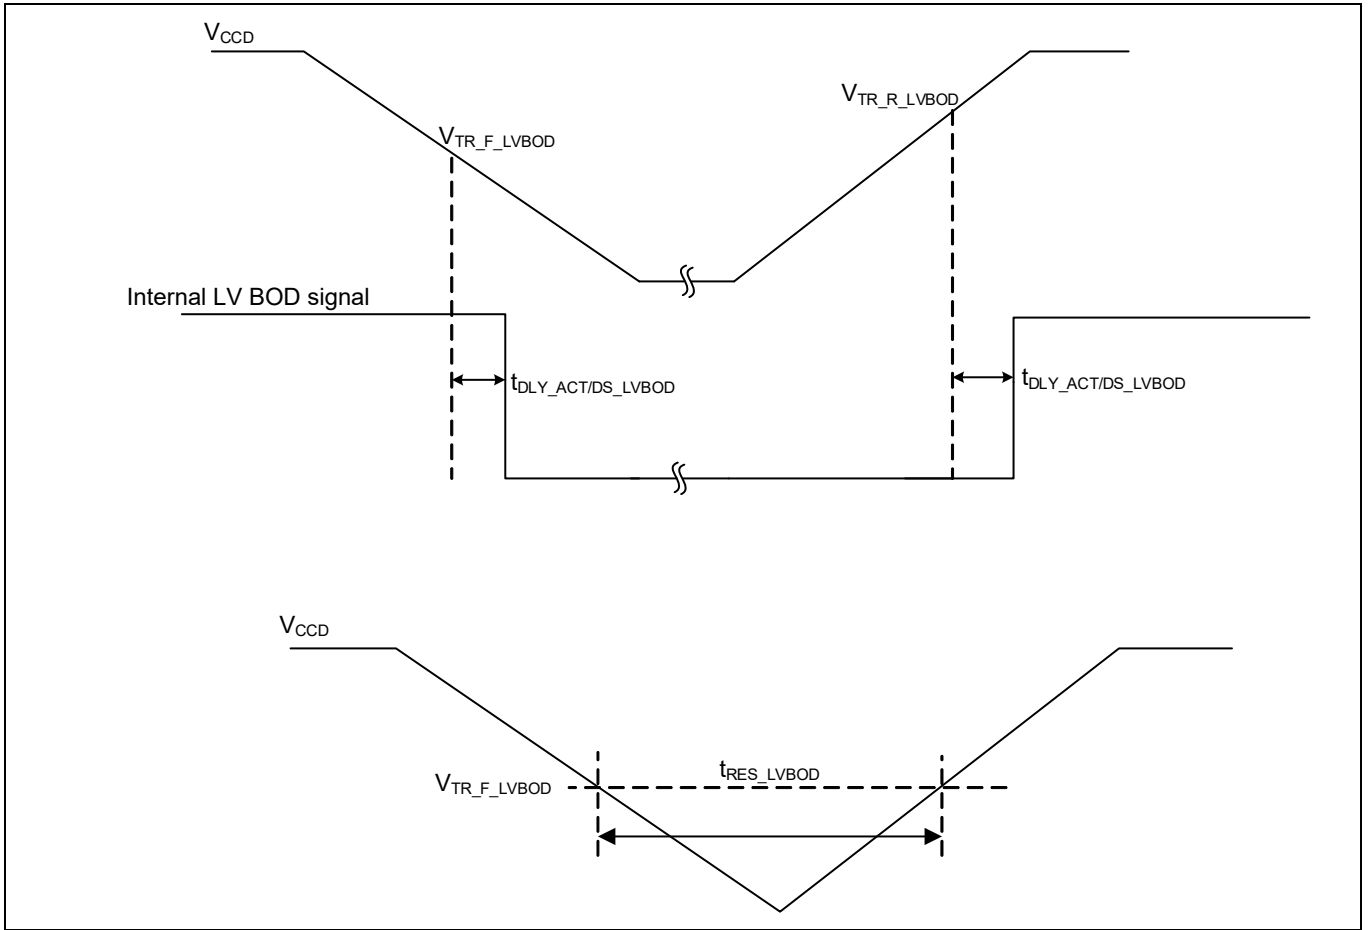 VCCD
VTR_R_LVBOD
VTR_F_LVBOD
Internal LV BOD signal
tDLY_ACT/DS_LVBOD
tDLY_ACT/DS_LVBOD
VCCD
tRES_LVBOD
VTR_F_LVBOD